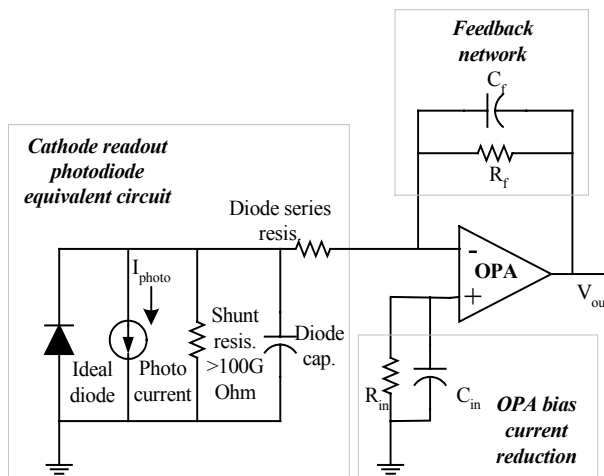 Feedback
network
C_f
R_f
Cathode readout
photodiode
equivalent circuit
Diode series
resis.
-
OPA
+
V_ou
I_photo
Ideal
diode
Photo
current
Shunt
resis.
>100G
Ohm
Diode
cap.
R_in
C_in
OPA bias
current
reduction